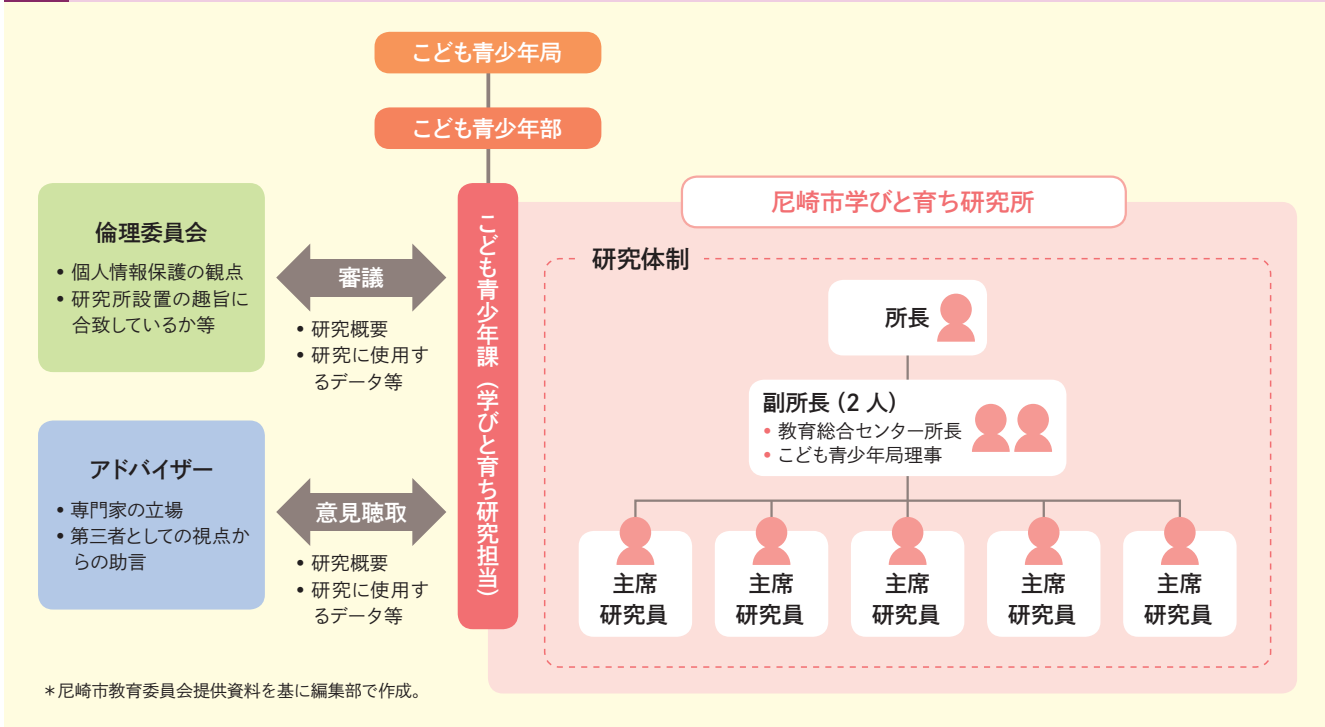 こども青少年局
こども青少年部
こども青少年課（学びと育ち研究担当）
倫理委員会
• 個人情報保護の観点
• 研究所設置の趣旨に
合致しているか等
審議
• 研究概要
• 研究に使用す
るデータ等
アドバイザー
• 専門家の立場
• 第三者としての視点か
らの助言
意見聴取
• 研究概要
• 研究に使用す
るデータ等
尼崎市学びと育ち研究所
研究体制
所長
副所長（2 人）
• 教育総合センター所長
• こども青少年局理事
主席
研究員
主席
研究員
主席
研究員
主席
研究員
主席
研究員
＊尼崎市教育委員会提供資料を基に編集部で作成。